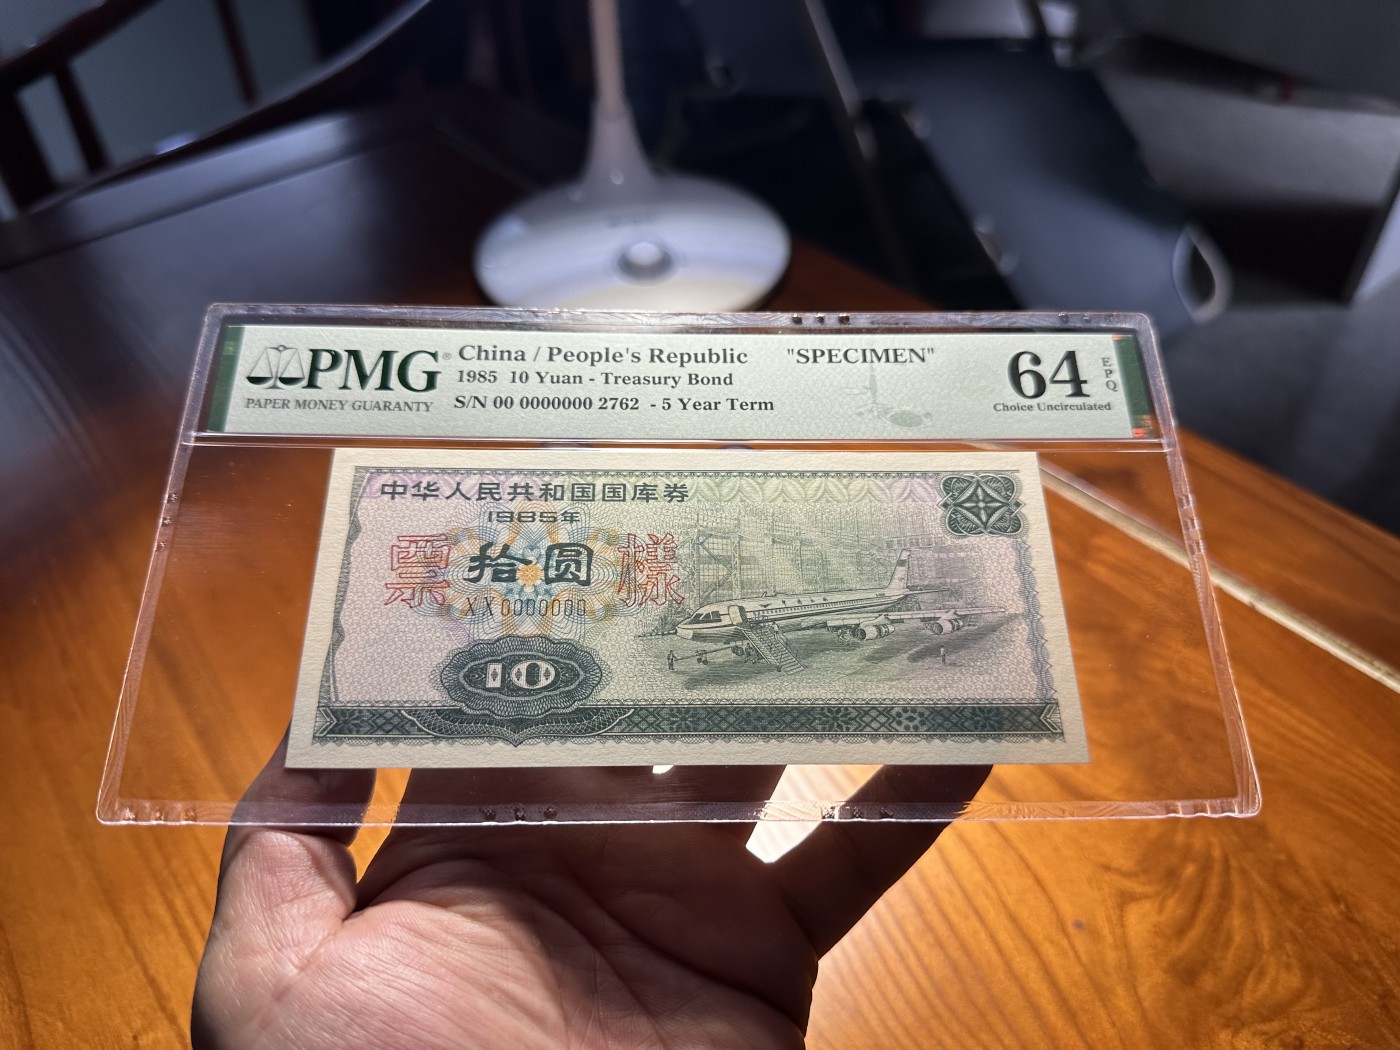 PMG® China / People's Republic "SPECIMEN" 64 EPQ
1985 10 Yuan - Treasury Bond
PAPER MONEY GUARANTY S/N 00 0000000 2762 - 5 Year Term Choice Uncirculated
中华人民共和国国库券
1985年
票 拾圆 樣
XX0000000
10